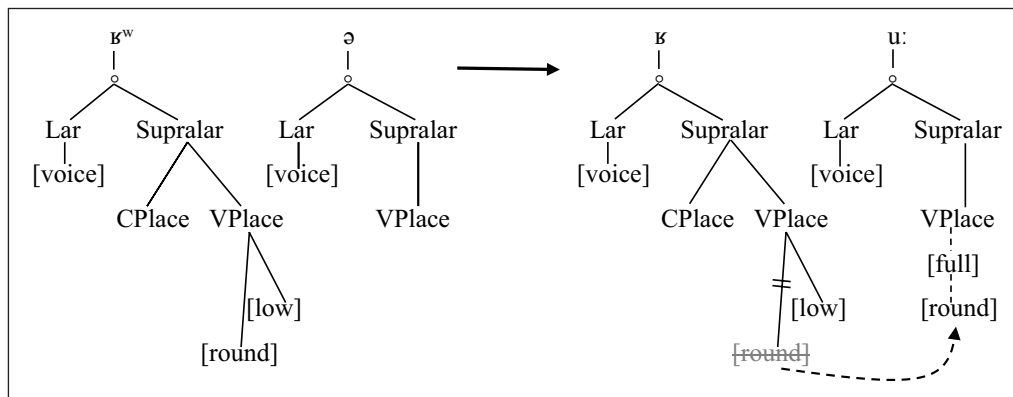 ʁʷ ə ʁ uː
Lar Supralar Lar Supralar Lar Supralar Lar Supralar
[voice] [voice] [voice] [voice]
CPlace VPlace VPlace CPlace VPlace VPlace
[full]
[low] [low] [round]
[round] [round]